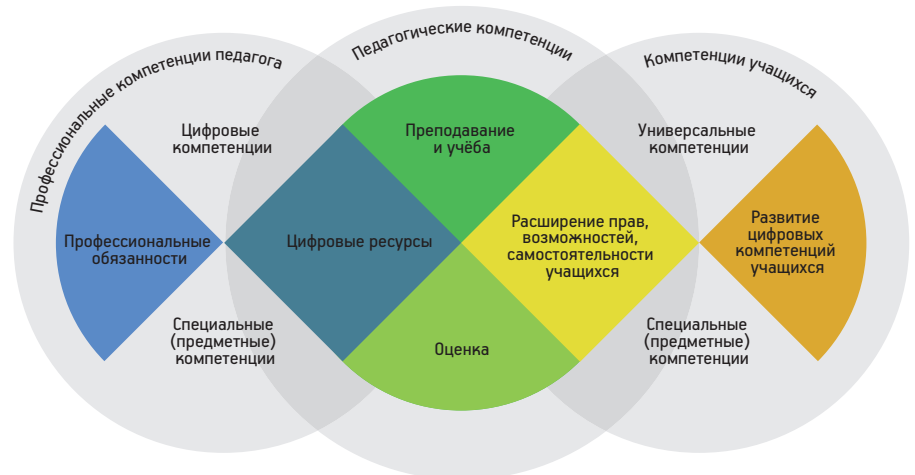 Профессиональные компетенции педагога
Педагогические компетенции
Компетенции учащихся
Цифровые
компетенции
Преподавание
и учёба
Универсальные
компетенции
Профессиональные
обязанности
Цифровые ресурсы
Расширение прав,
возможностей,
самостоятельности
учащихся
Развитие
цифровых
компетенций
учащихся
Специальные
(предметные)
компетенции
Оценка
Специальные
(предметные)
компетенции